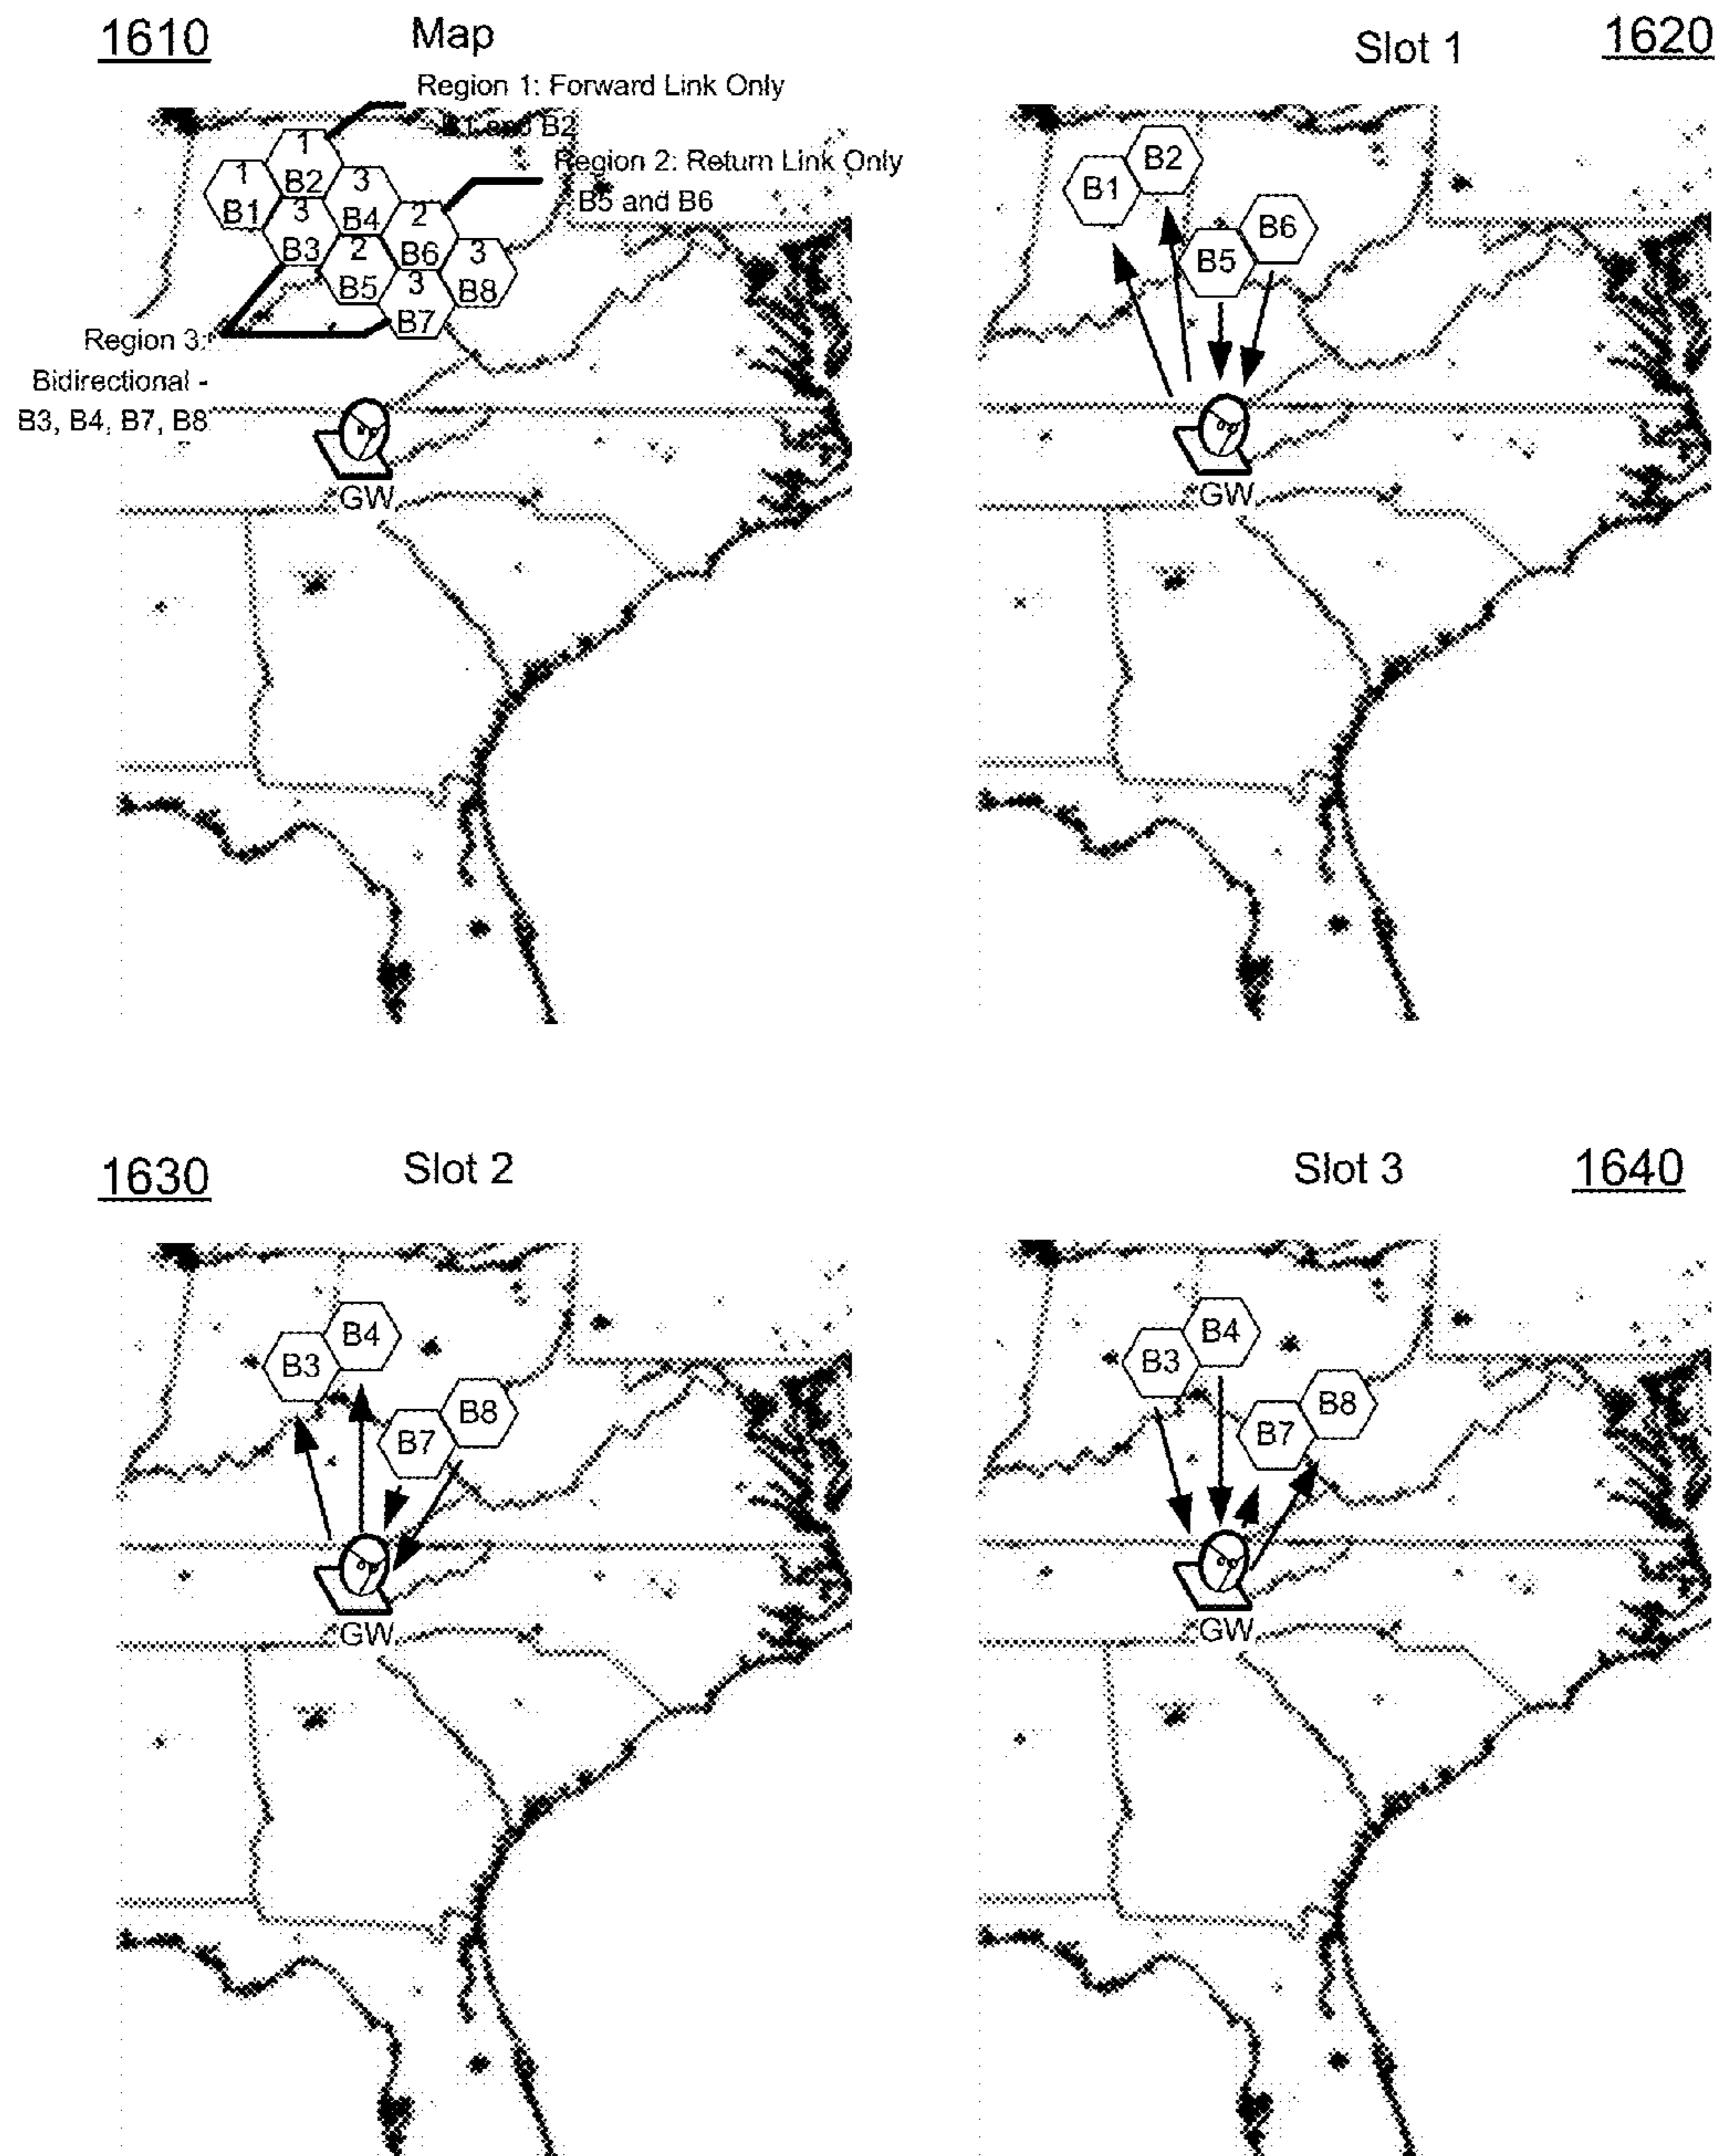 1610
Map
Region 1: Forward Link Only
– B1 and B2
Region 2: Return Link Only
B5 and B6
1
1
B2
3
B1
3
B4
2
B3
2
B6
3
B5
3
B8
B7
Region 3:
Bidirectional -
B3, B4, B7, B8
GW
Slot 1
1620
B2
B1
B6
B5
GW
1630
Slot 2
B4
B3
B8
B7
GW
Slot 3
1640
B4
B3
B8
B7
GW